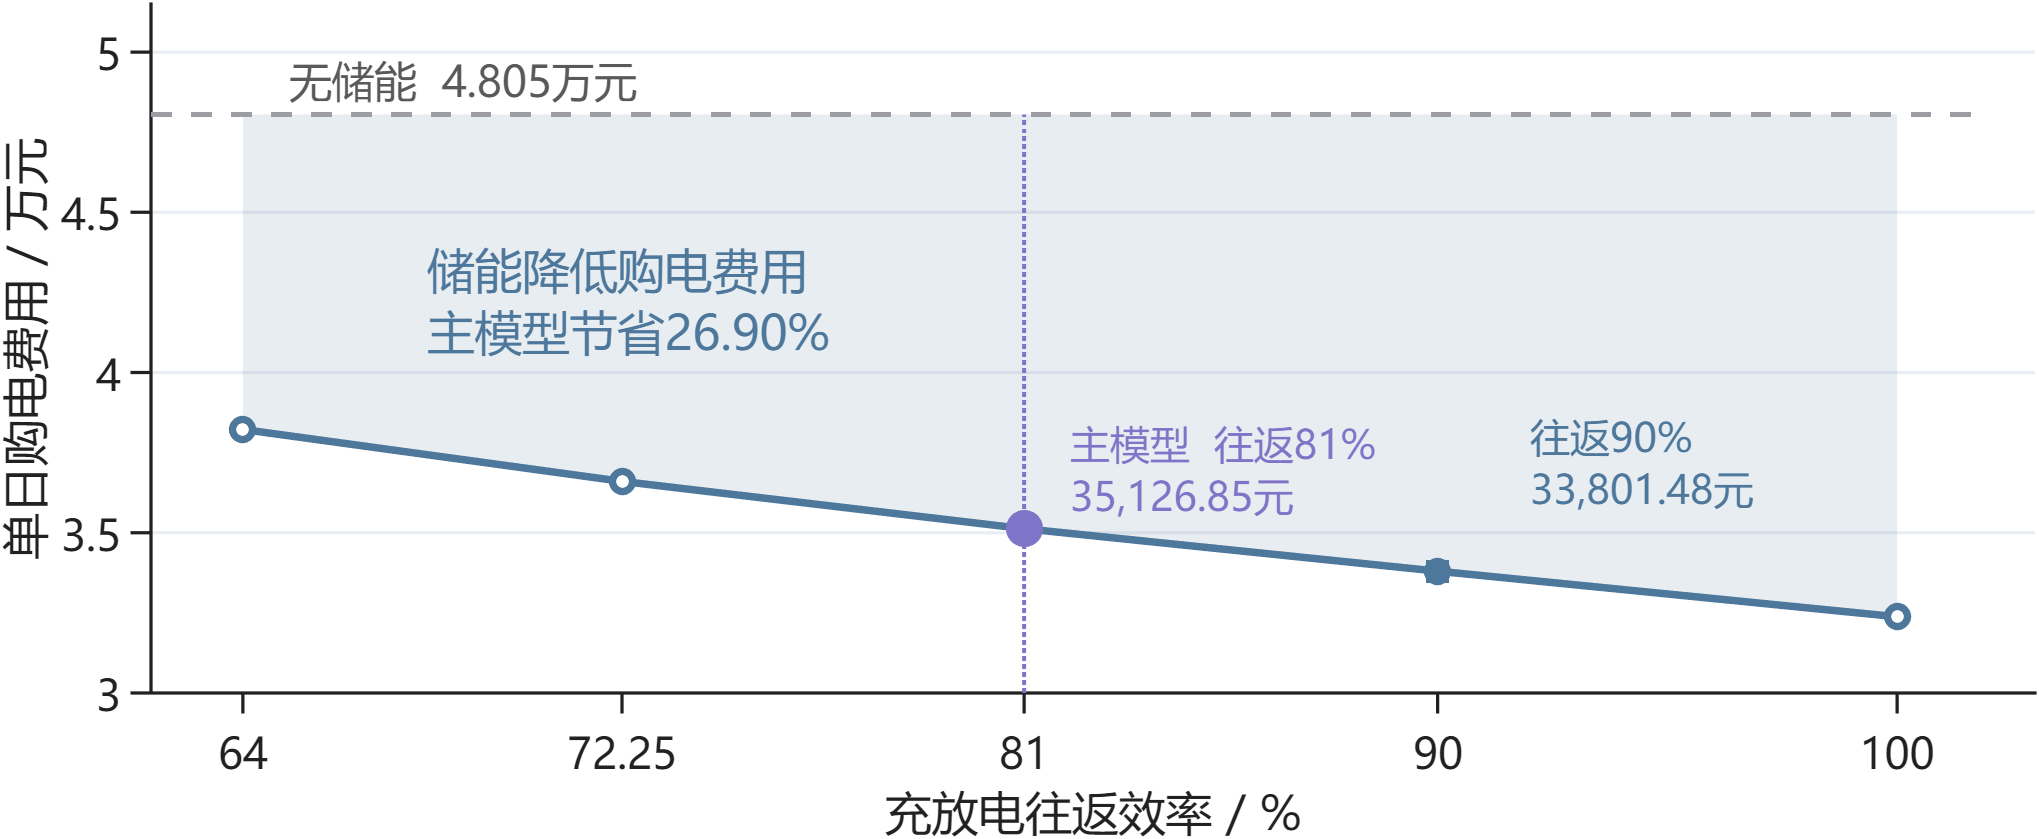 单日购电费用 / 万元
5
4.5
4
3.5
3
无储能 4.805万元
储能降低购电费用
主模型节省26.90%
主模型 往返81%
35,126.85元
往返90%
33,801.48元
64
72.25
81
90
100
充放电往返效率 / %